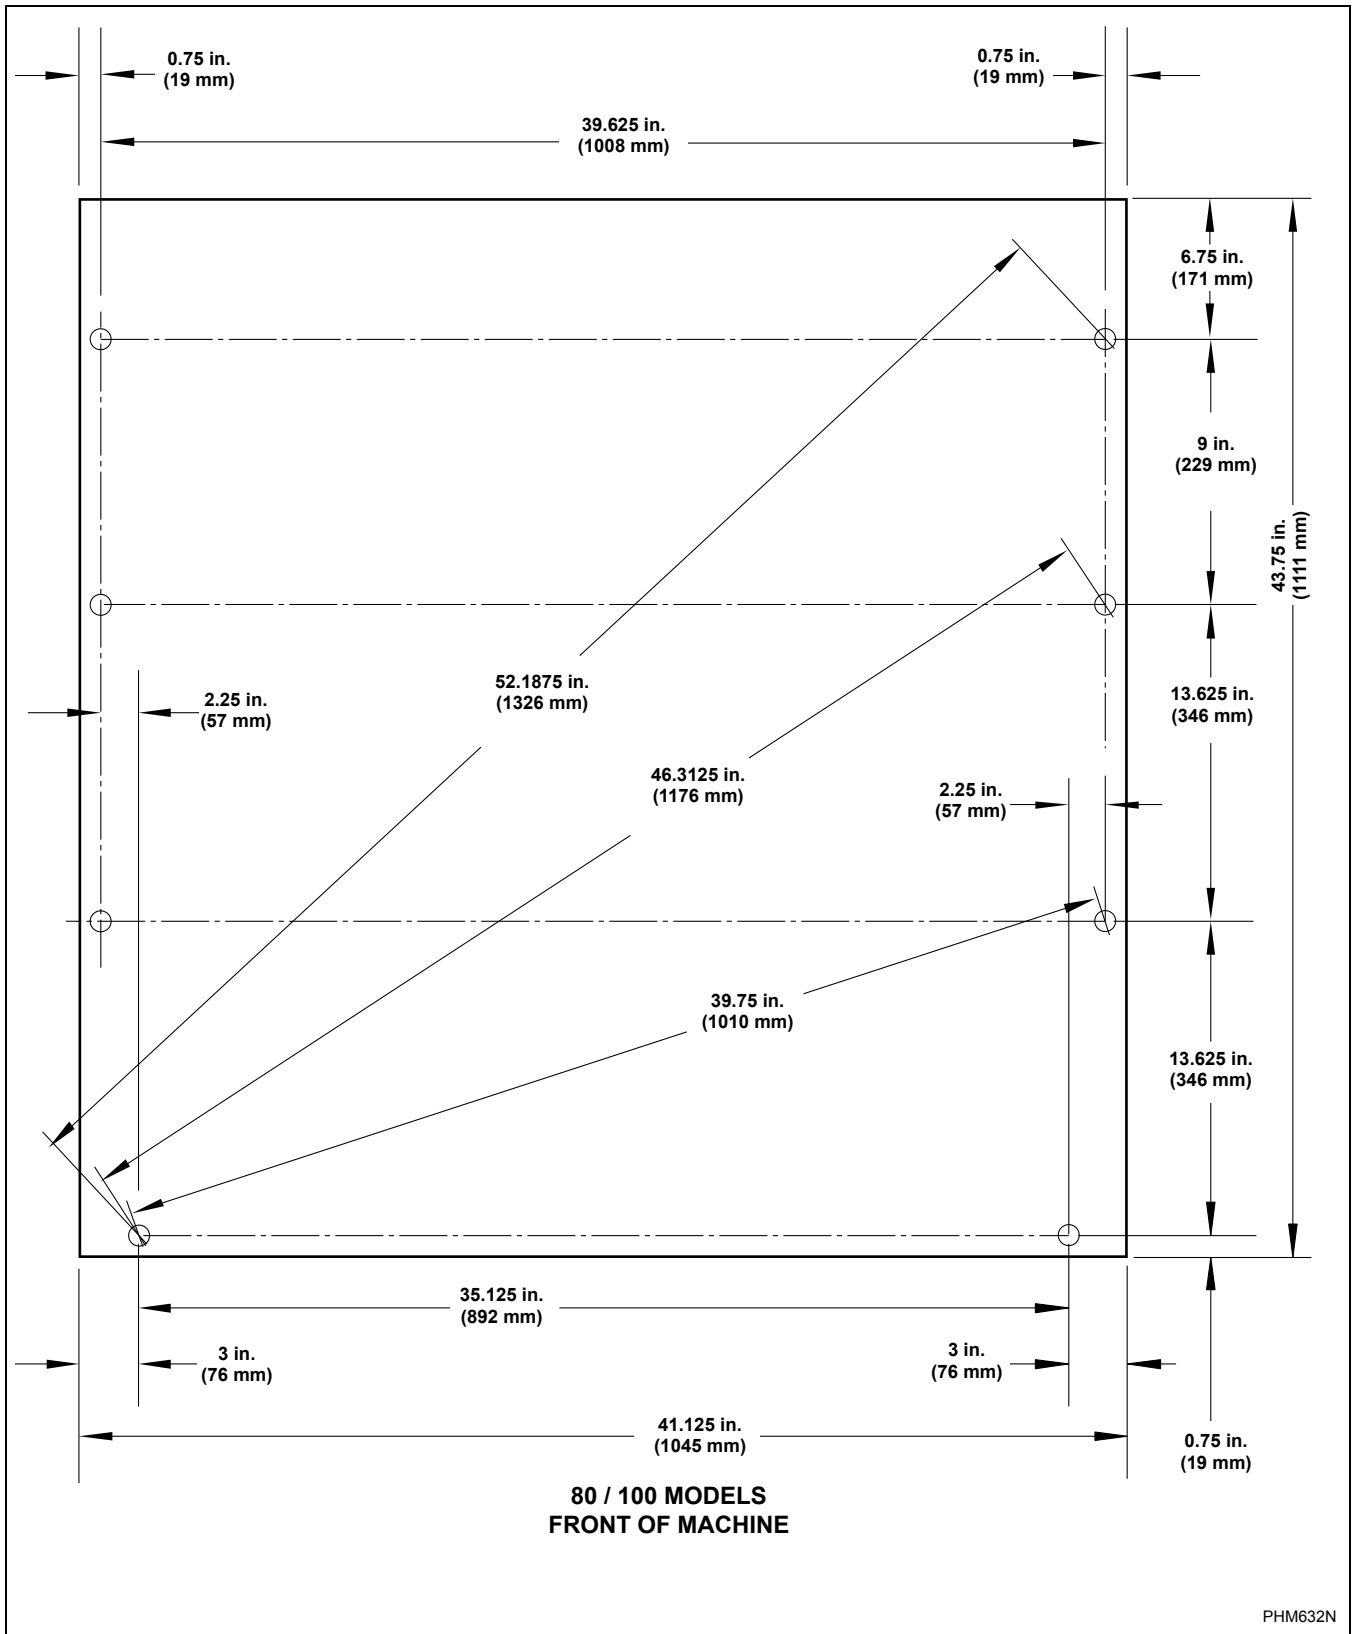 0.75 in.
(19 mm)
0.75 in.
(19 mm)
39.625 in.
(1008 mm)
6.75 in.
(171 mm)
9 in.
(229 mm)
43.75 in.
(1111 mm)
52.1875 in.
(1326 mm)
2.25 in.
(57 mm)
13.625 in.
(346 mm)
46.3125 in.
(1176 mm)
2.25 in.
(57 mm)
39.75 in.
(1010 mm)
13.625 in.
(346 mm)
35.125 in.
(892 mm)
3 in.
(76 mm)
3 in.
(76 mm)
41.125 in.
(1045 mm)
0.75 in.
(19 mm)
80 / 100 MODELS
FRONT OF MACHINE
PHM632N